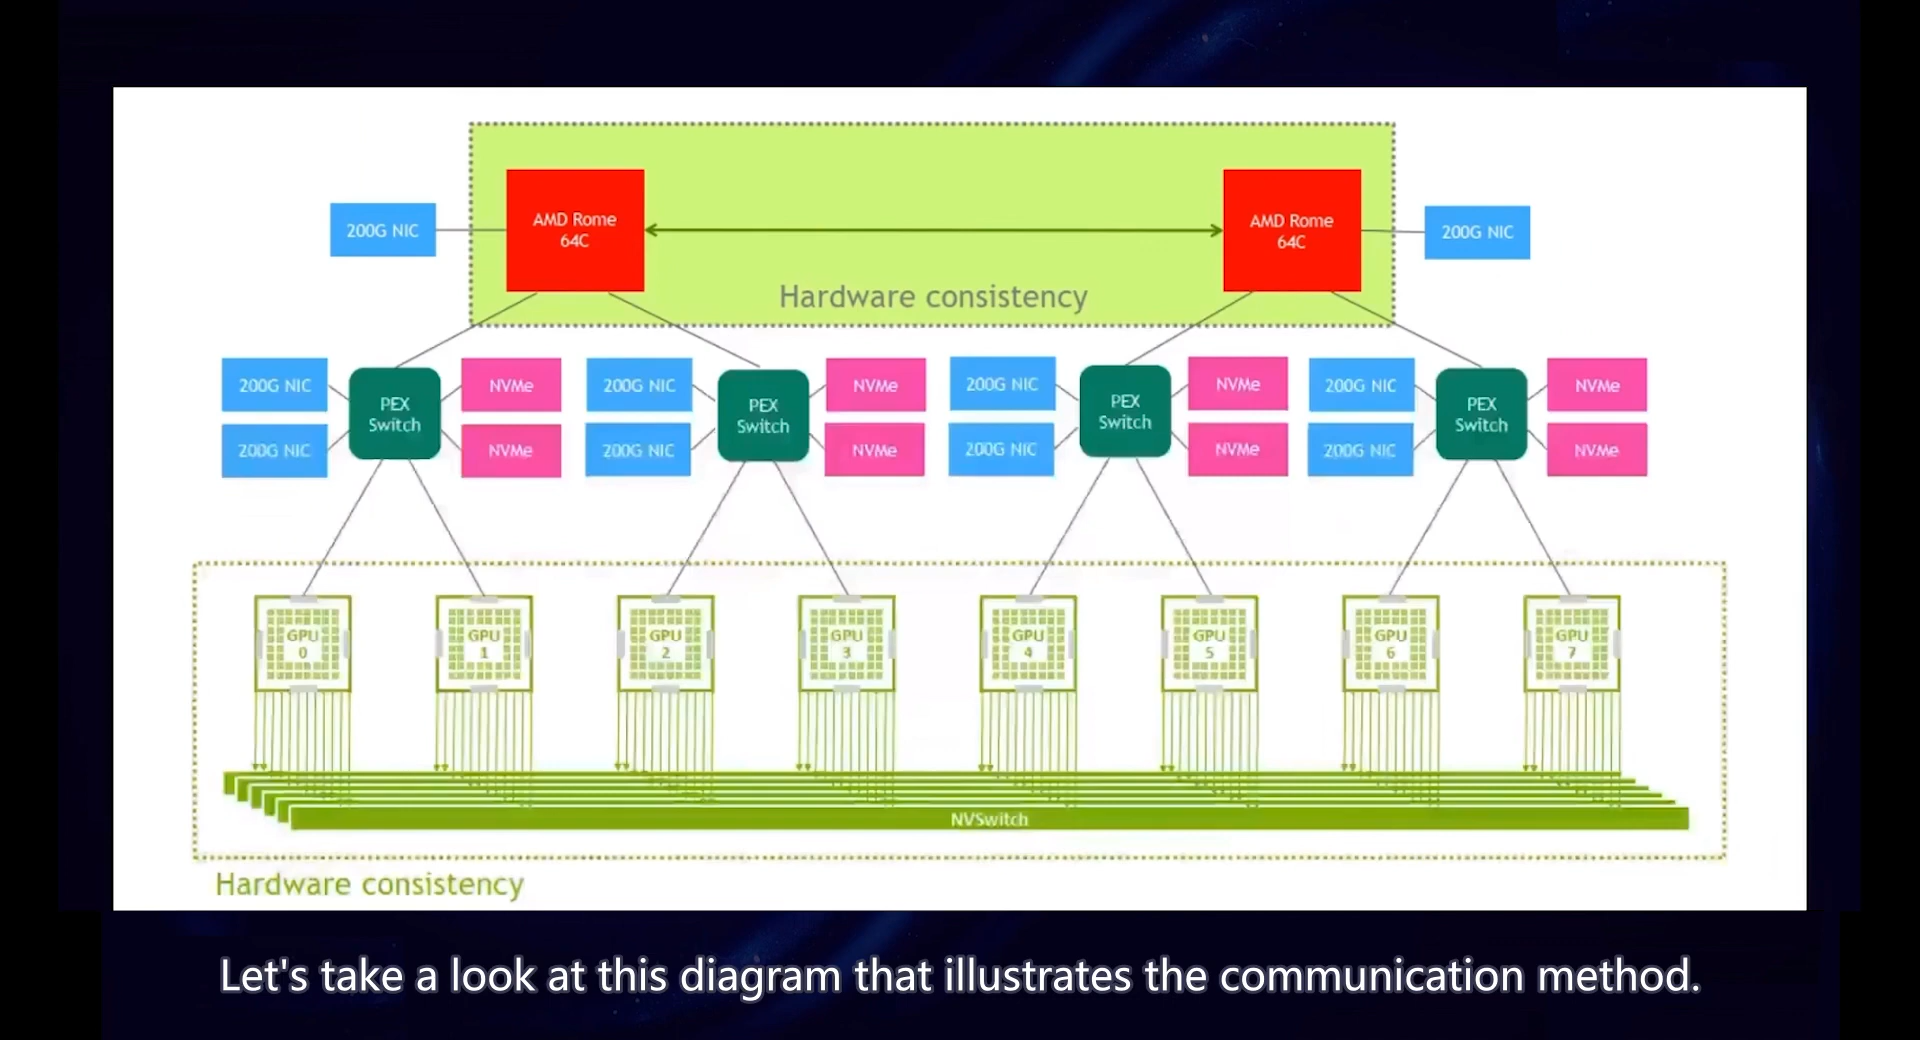 AMD Rome
64C
AMD Rome
64C
200G NIC
200G NIC
Hardware consistency
200G NIC
200G NIC
PEX
Switch
NVMe
NVMe
200G NIC
200G NIC
PEX
Switch
NVMe
NVMe
200G NIC
200G NIC
PEX
Switch
NVMe
NVMe
200G NIC
200G NIC
PEX
Switch
NVMe
NVMe
GPU
0
GPU
1
GPU
2
GPU
3
GPU
4
GPU
5
GPU
6
GPU
7
NVSwitch
Hardware consistency
Let's take a look at this diagram that illustrates the communication method.